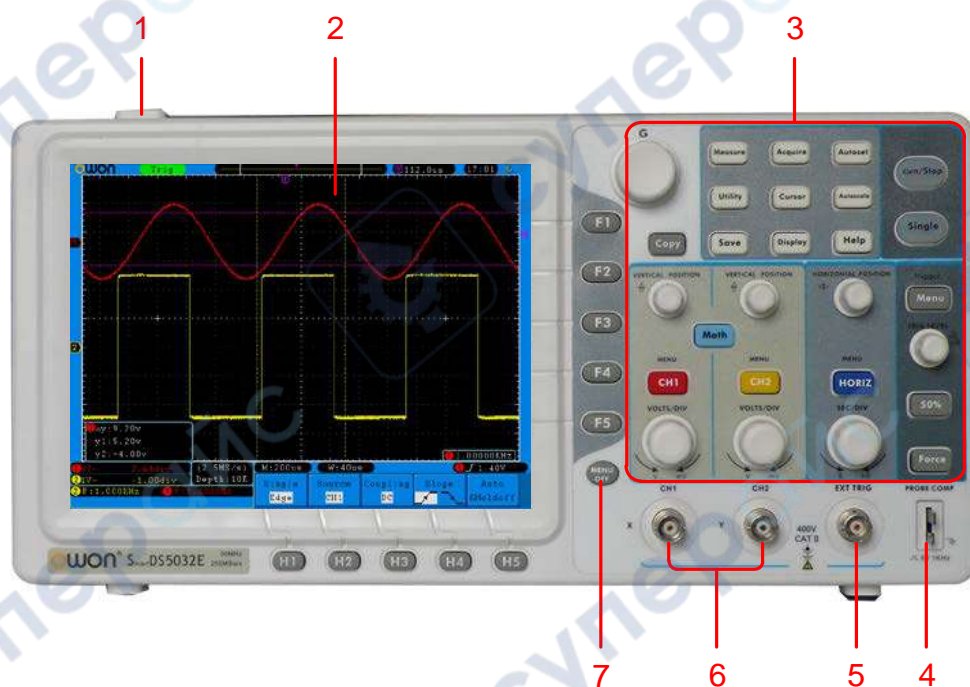 1 2 3
G
owon Trig 112.0us 17:01
Measure Acquire Autoset
Run/Stop
Utility Cursor Autoscale
Single
Copy Save Display Help
F1
F2
F3
F4
F5
MENU
OFF
VERTICAL POSITION VERTICAL POSITION HORIZONTAL POSITION
Trigger
Menu
Math
MENU MENU MENU
CH1 CH2 HORIZ
50%
VOLTS/DIV VOLTS/DIV SEC/DIV
Force
CH1 CH2 EXT TRIG PROBE COMP
X Y
400V
CAT II
y1:5.20v
y2:-4.00v
(2.5MS/s) M:200us W:40us 1.40V
-1.00div Depth:10K
F:1.000KHz
Single Source Coupling Slope Auto
Edge CH1 DC &Holdoff
OWON® DS5032E
H1 H2 H3 H4 H5
7 6 5 4
супер
айс